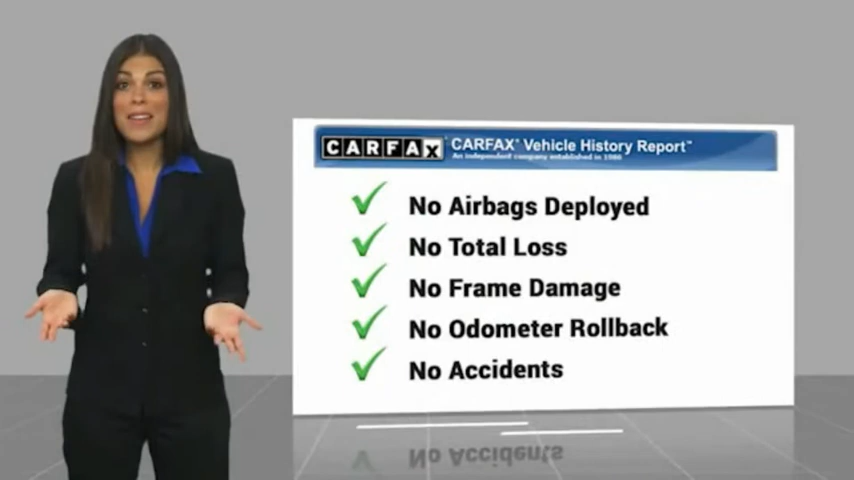 CARFAX CARFAX® Vehicle History Report™
An independent company established in 1986
No Airbags Deployed
No Total Loss
No Frame Damage
No Odometer Rollback
No Accidents
No Accidents